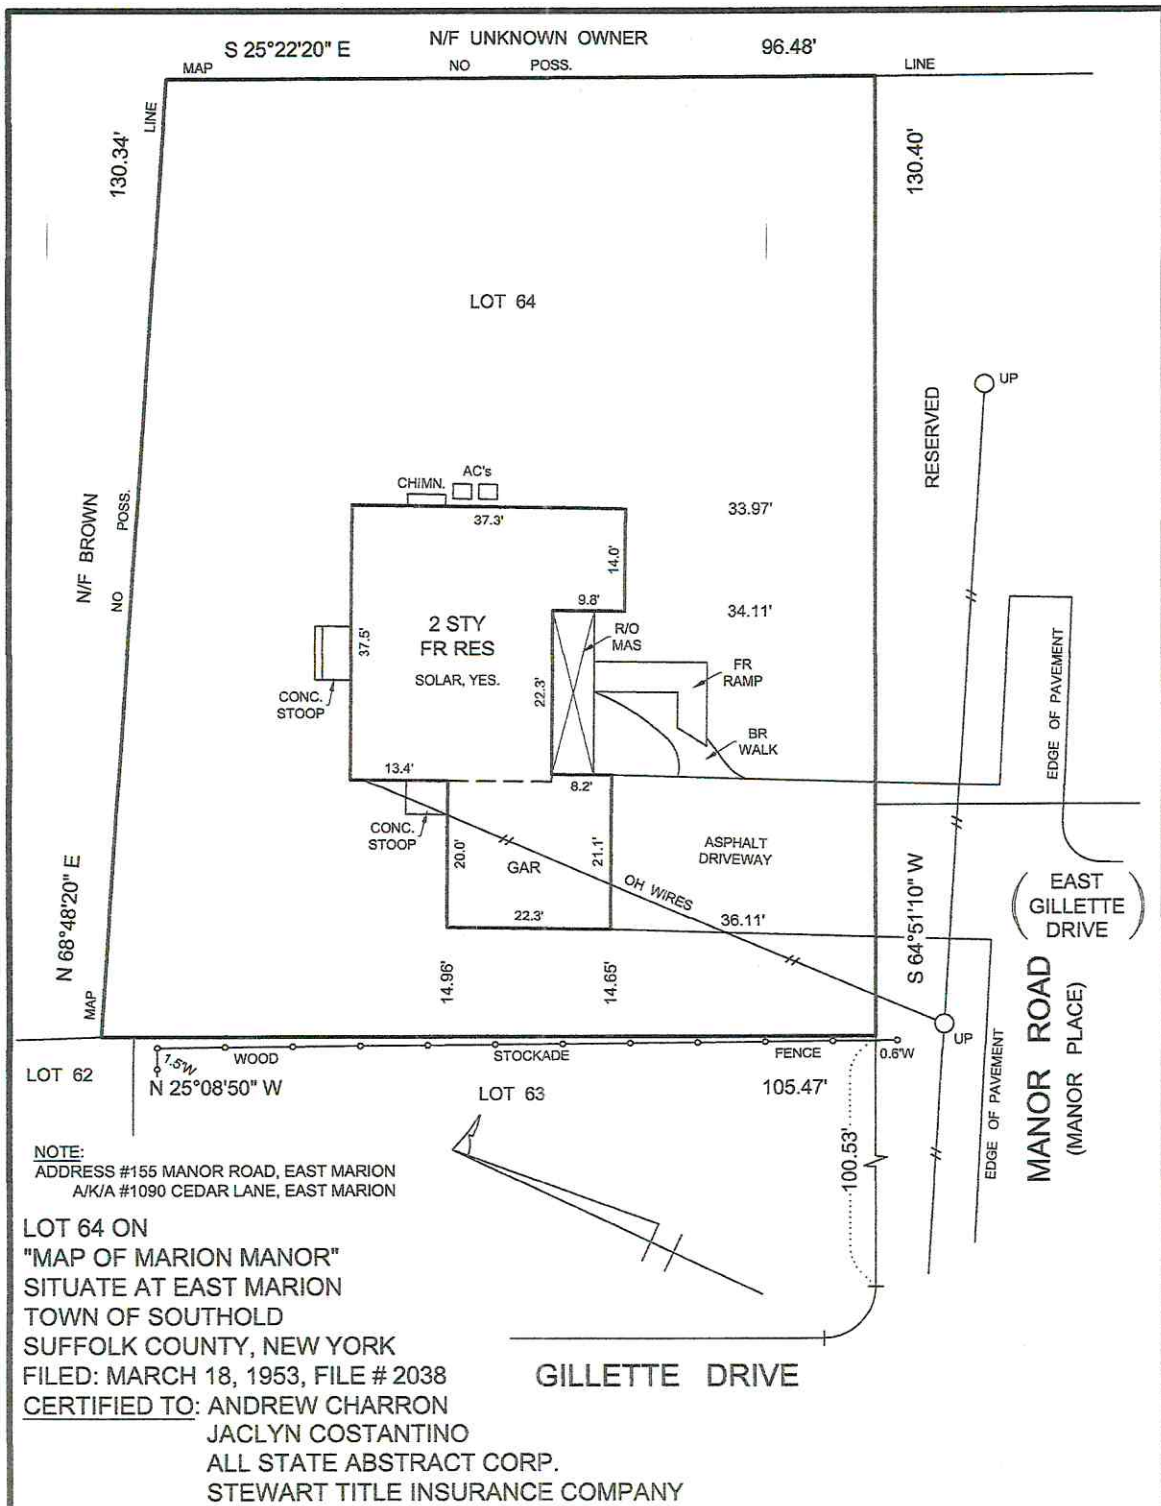 S 25°22'20" E
N/F UNKNOWN OWNER
96.48'
MAP
NO POSS.
LINE
LINE
130.34'
130.40'
LOT 64
UP
RESERVED
N/F BROWN
NO POSS.
CHIMN.
AC's
37.3'
33.97'
14.0'
9.8'
34.11'
37.5'
2 STY
FR RES
SOLAR, YES.
R/O
MAS
22.3'
FR
RAMP
BR
WALK
CONC.
STOOP
EDGE OF PAVEMENT
13.4'
8.2'
CONC.
STOOP
20.0'
GAR
21.1'
ASPHALT
DRIVEWAY
OH WIRES
22.3'
36.11'
EAST
GILLETTE
DRIVE
N 68°48'20" E
S 64°51'10" W
14.96'
14.65'
MAP
UP
MANOR ROAD
(MANOR PLACE)
EDGE OF PAVEMENT
WOOD STOCKADE FENCE
0.6'W
1.5'W
LOT 62
N 25°08'50" W
LOT 63
105.47'
100.53'
NOTE:
ADDRESS #155 MANOR ROAD, EAST MARION
A/K/A #1090 CEDAR LANE, EAST MARION
LOT 64 ON
"MAP OF MARION MANOR"
SITUATE AT EAST MARION
TOWN OF SOUTHOLD
SUFFOLK COUNTY, NEW YORK
FILED: MARCH 18, 1953, FILE # 2038
GILLETTE DRIVE
CERTIFIED TO: ANDREW CHARRON
JACLYN COSTANTINO
ALL STATE ABSTRACT CORP.
STEWART TITLE INSURANCE COMPANY